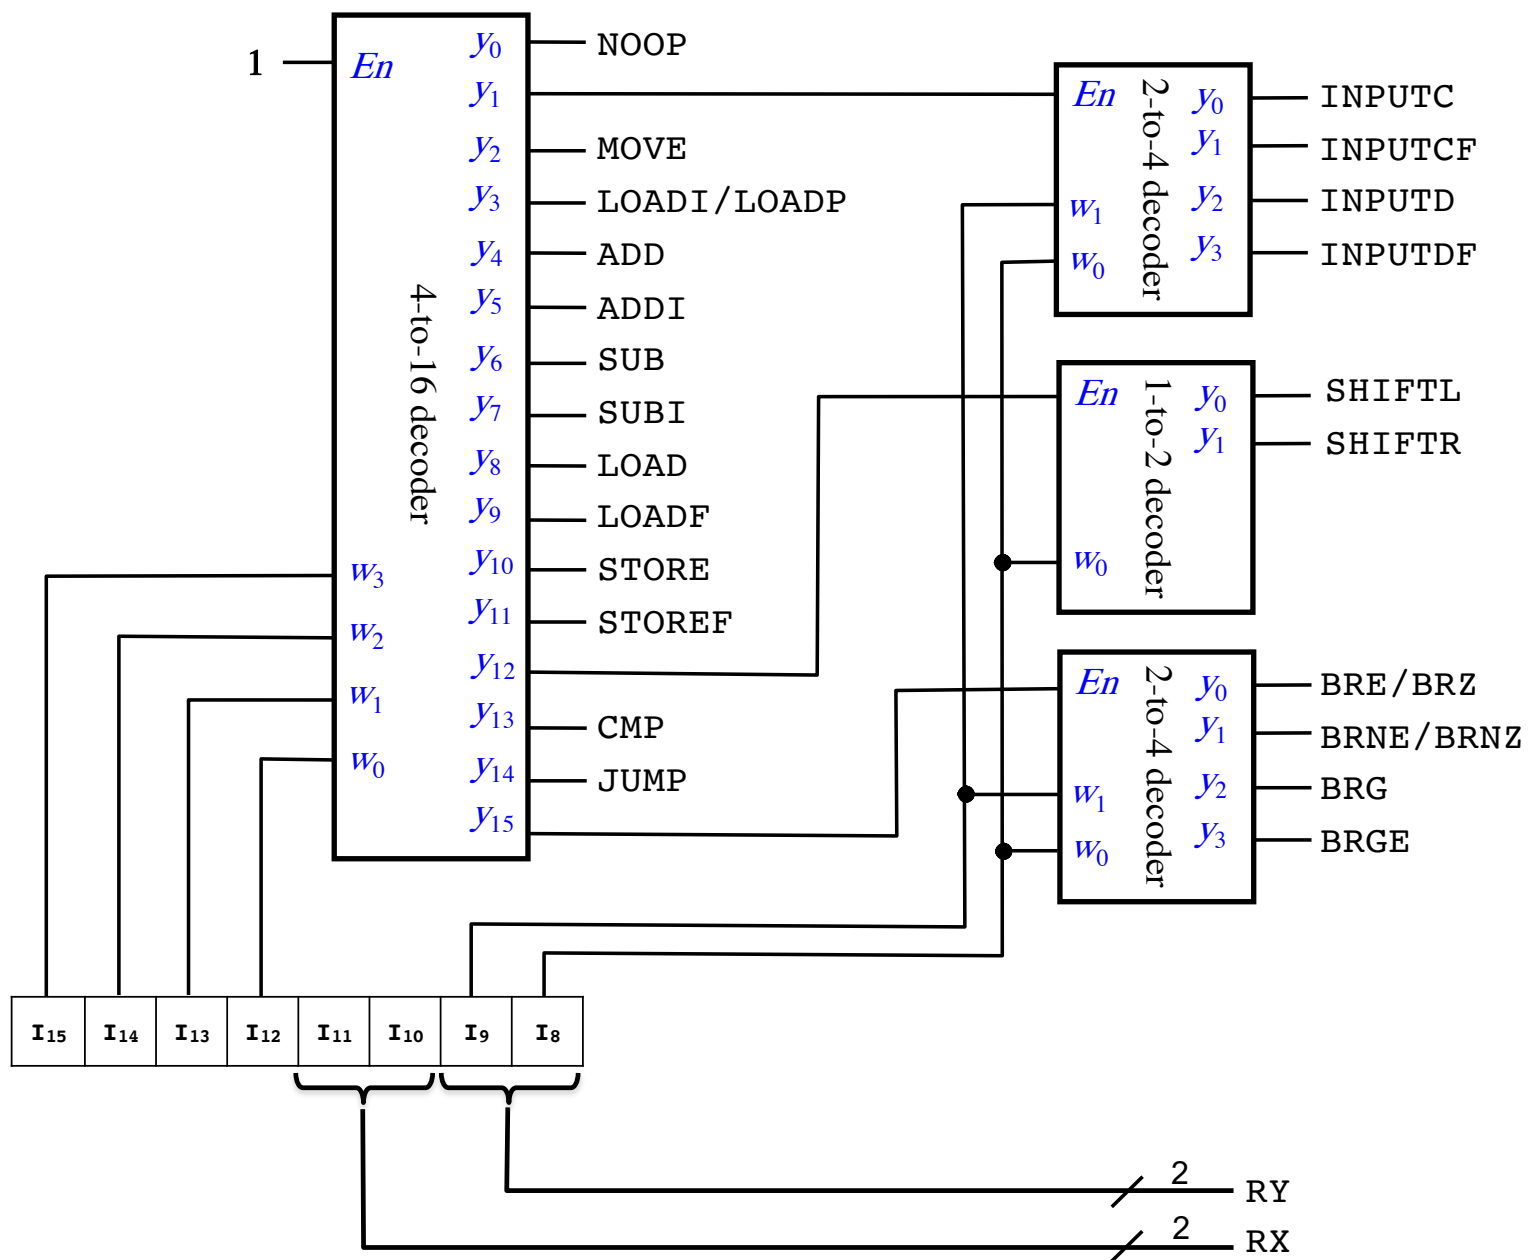 1
En
4-to-16 decoder
w3
w2
w1
w0
y0 NOOP
y1
y2 MOVE
y3 LOADI/LOADP
y4 ADD
y5 ADDI
y6 SUB
y7 SUBI
y8 LOAD
y9 LOADF
y10 STORE
y11 STOREF
y12
y13 CMP
y14 JUMP
y15
En
w1
w0
2-to-4 decoder
y0 INPUTC
y1 INPUTCF
y2 INPUTD
y3 INPUTDF
En
w0
1-to-2 decoder
y0 SHIFTL
y1 SHIFTR
En
w1
w0
2-to-4 decoder
y0 BRE/BRZ
y1 BRNE/BRNZ
y2 BRG
y3 BRGE
I15 I14 I13 I12 I11 I10 I9 I8
2 RY
2 RX